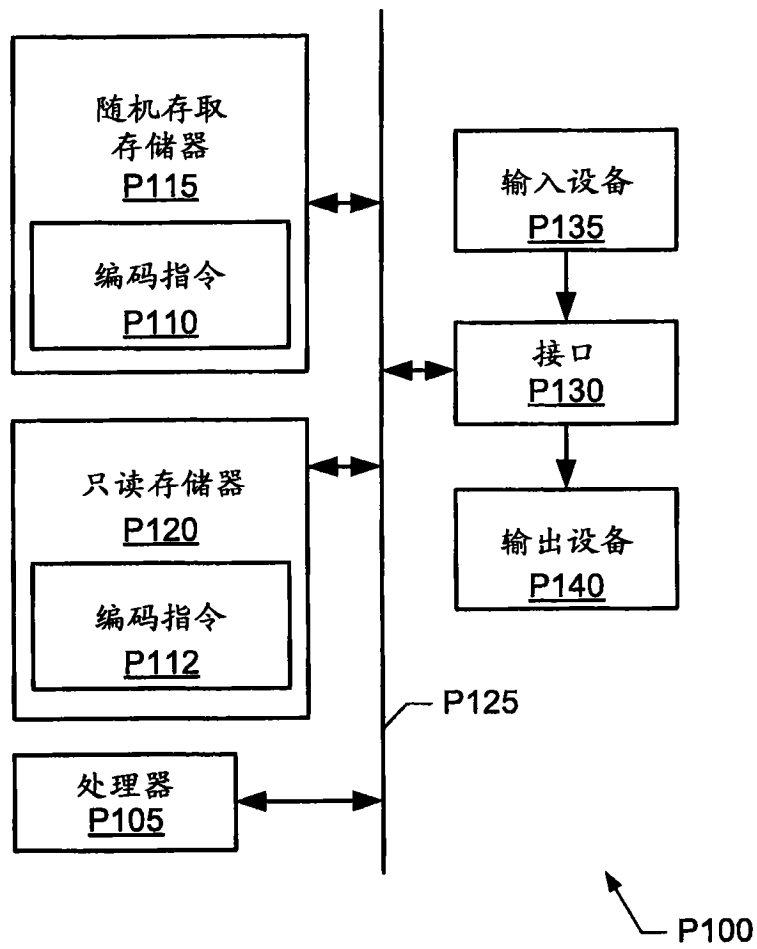 随机存取
存储器
P115
编码指令
P110
只读存储器
P120
编码指令
P112
处理器
P105
输入设备
P135
接口
P130
输出设备
P140
P125
P100